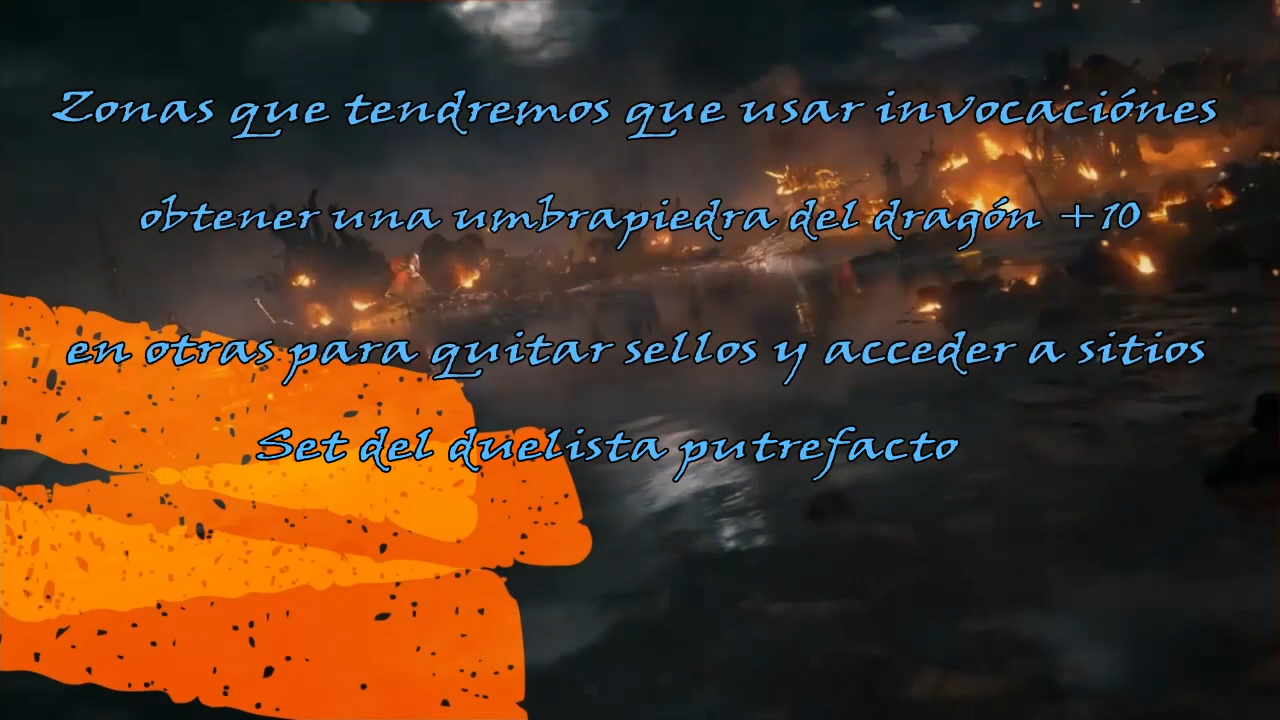 Zonas que tendremos que usar invocaciónes
obtener una umbrapiedra del dragón +10
en otras para quitar sellos y acceder a sitios
Set del duelista putrefacto